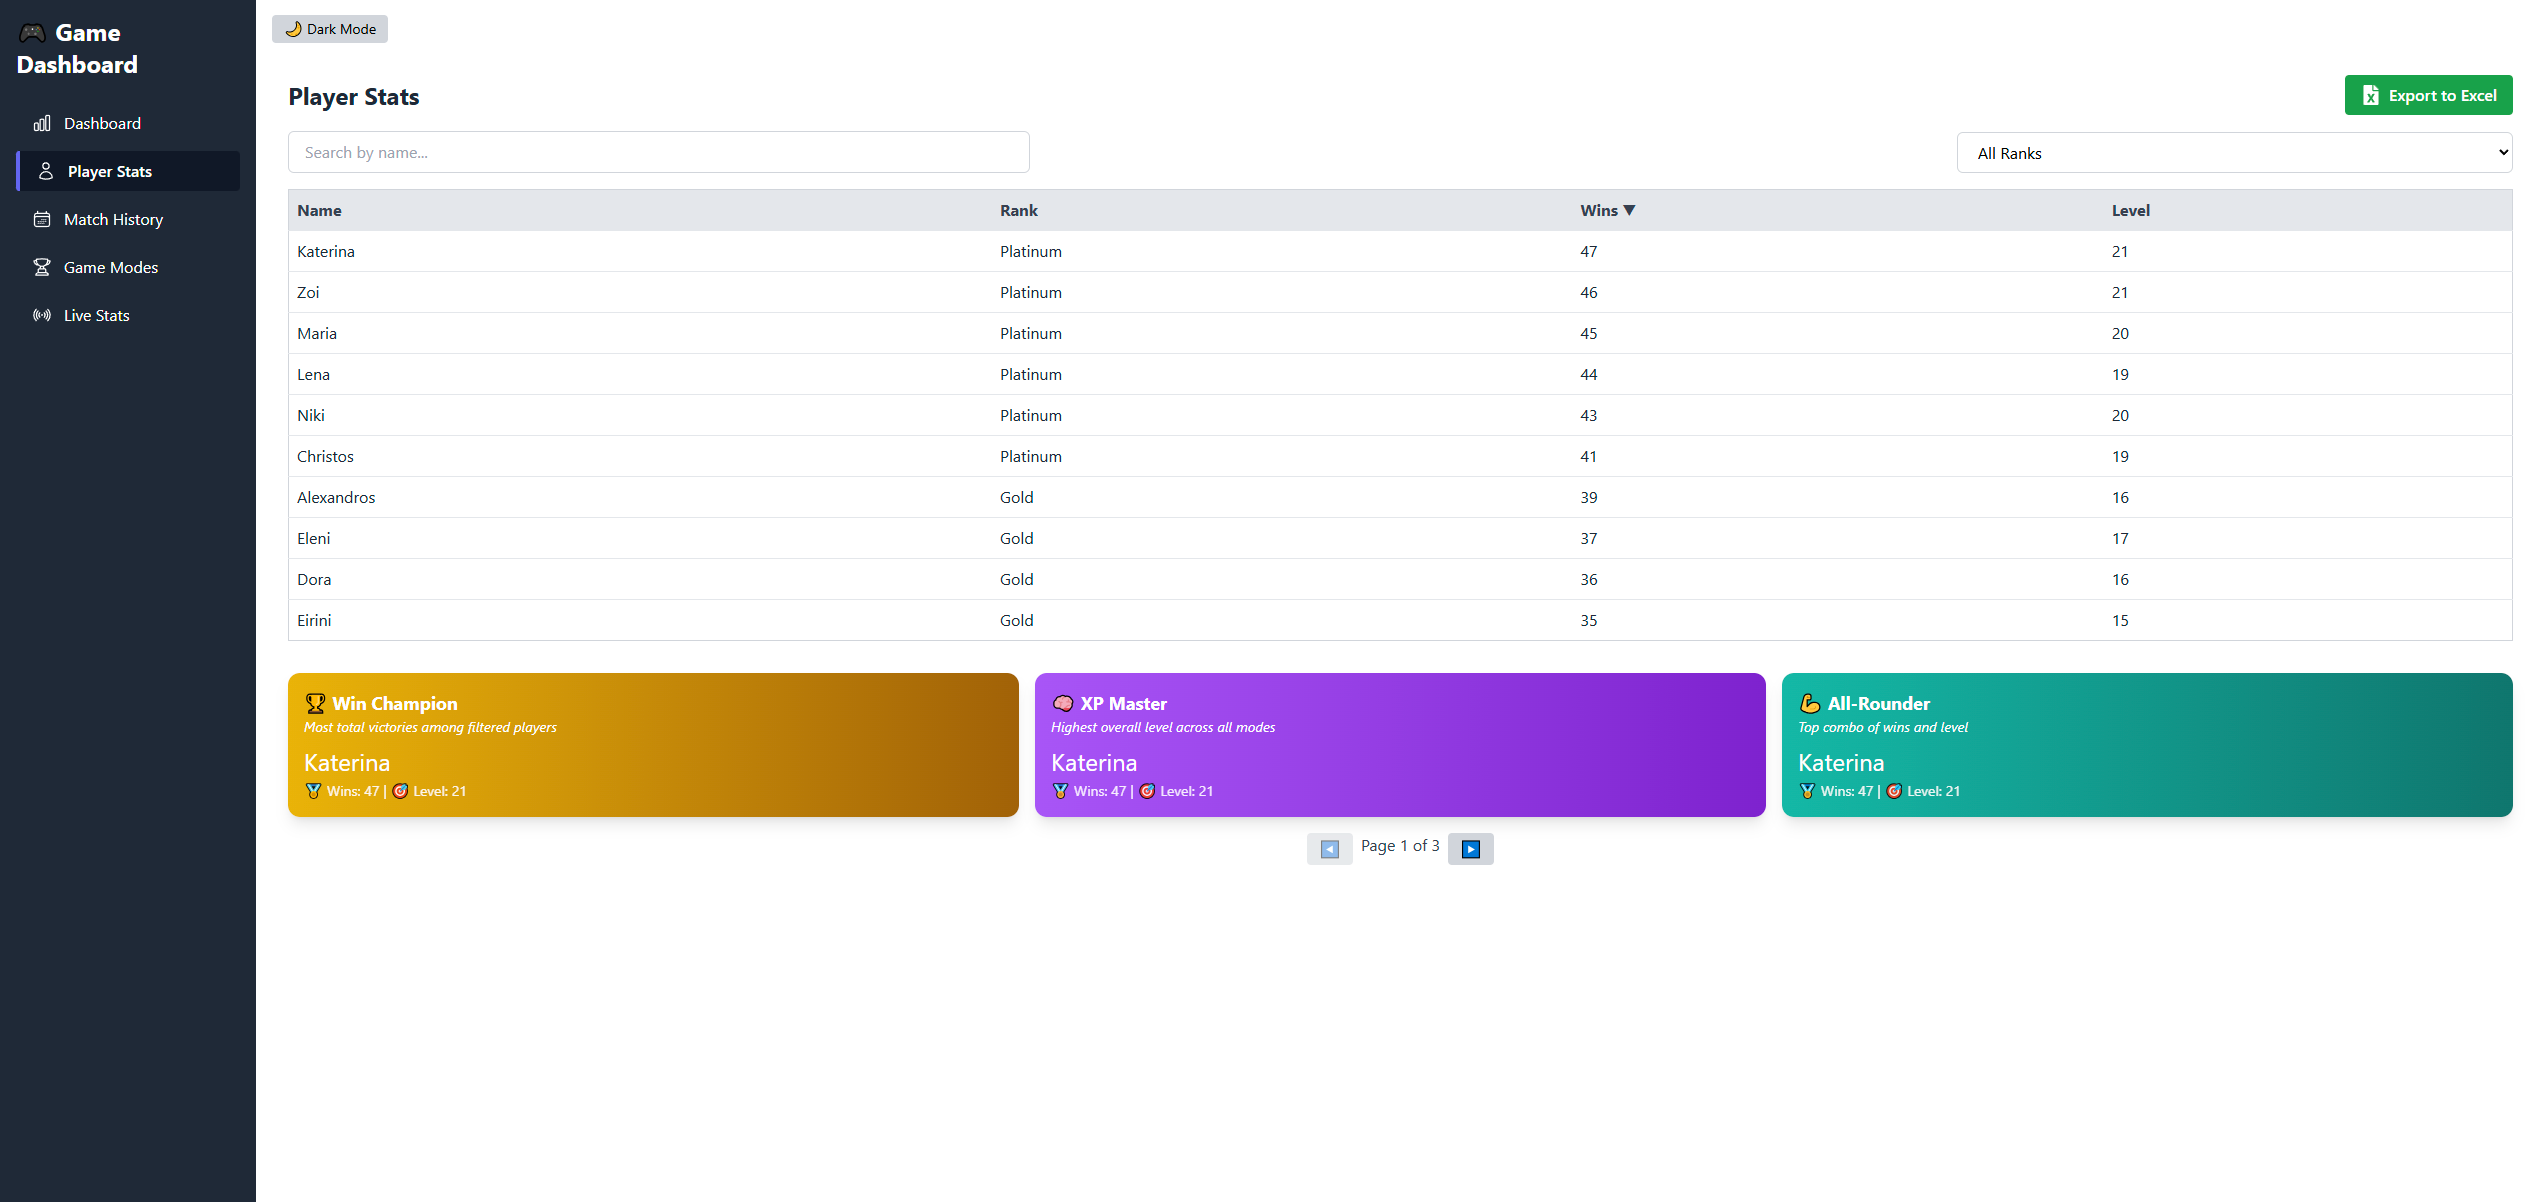 🎮 Game
Dashboard
Dashboard
Player Stats
Match History
Game Modes
Live Stats
🌙 Dark Mode
Player Stats
Export to Excel
Search by name...
All Ranks
Name Rank Wins ▼ Level
Katerina Platinum 47 21
Zoi Platinum 46 21
Maria Platinum 45 20
Lena Platinum 44 19
Niki Platinum 43 20
Christos Platinum 41 19
Alexandros Gold 39 16
Eleni Gold 37 17
Dora Gold 36 16
Eirini Gold 35 15
🏆 Win Champion
Most total victories among filtered players
Katerina
🏅 Wins: 47 | 🎯 Level: 21
🧠 XP Master
Highest overall level across all modes
Katerina
🏅 Wins: 47 | 🎯 Level: 21
💪 All-Rounder
Top combo of wins and level
Katerina
🏅 Wins: 47 | 🎯 Level: 21
◀ Page 1 of 3 ▶